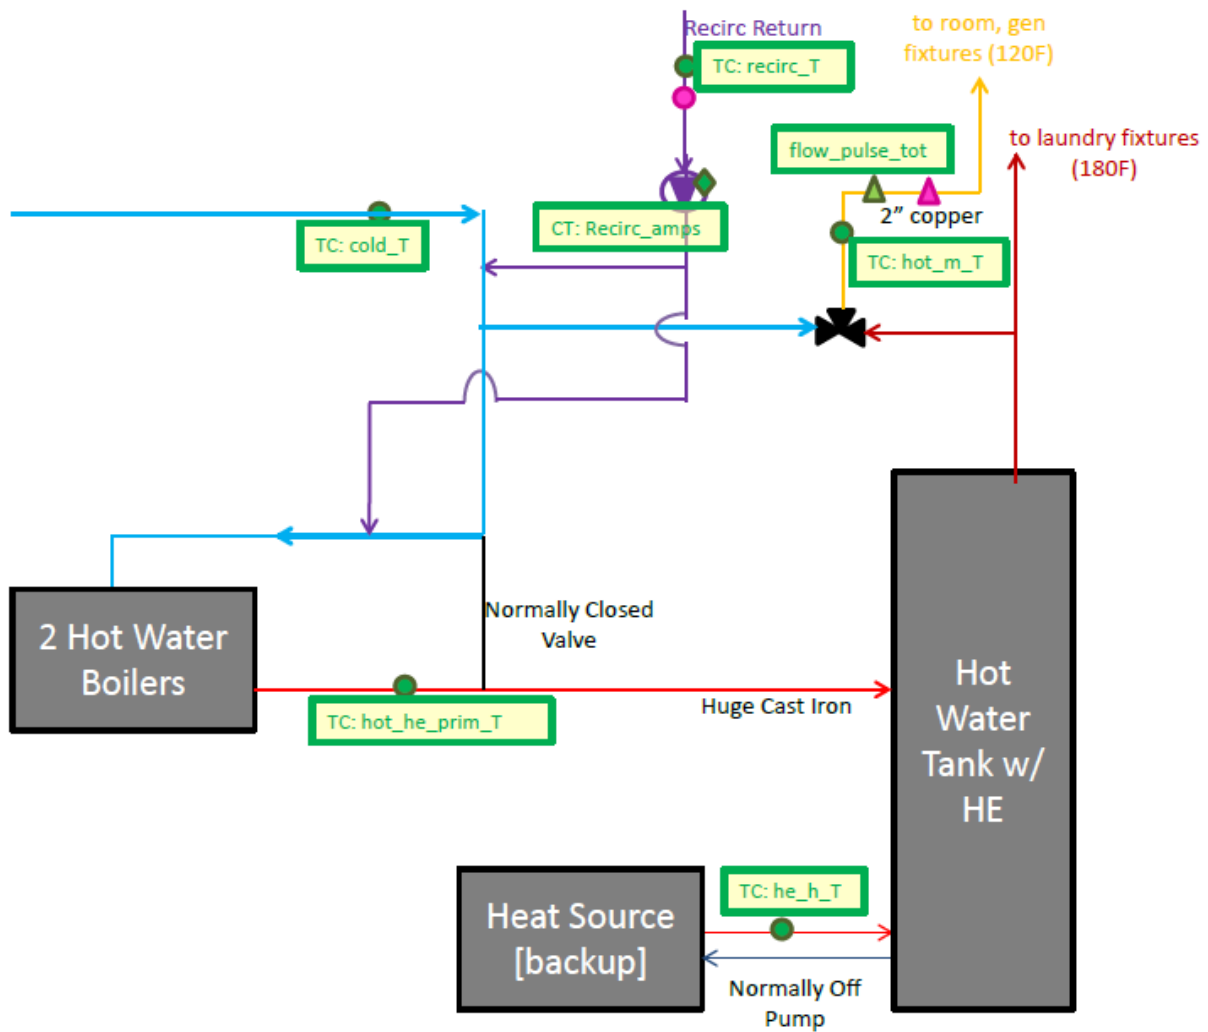 Recirc Return
to room, gen
fixtures (120F)
TC: recirc_T
flow_pulse_tot
to laundry fixtures
(180F)
2” copper
CT: Recirc_amps
TC: cold_T
TC: hot_m_T
Normally Closed
Valve
2 Hot Water
Boilers
TC: hot_he_prim_T
Huge Cast Iron
Hot
Water
Tank w/
HE
TC: he_h_T
Heat Source
[backup]
Normally Off
Pump